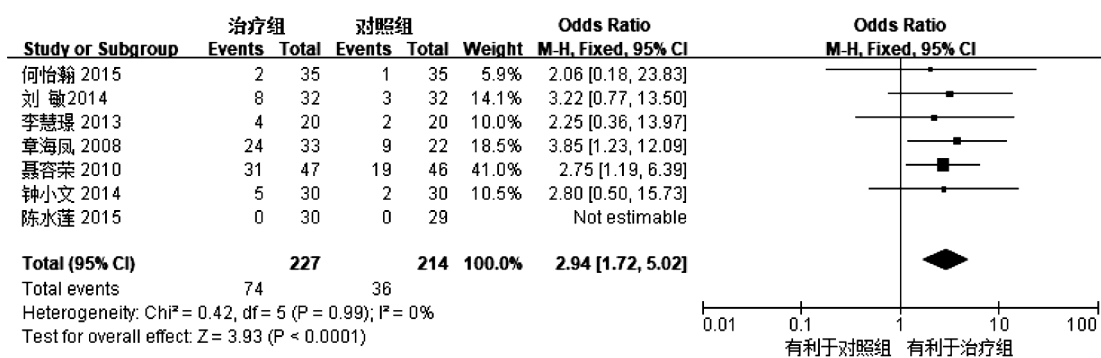 治疗组 对照组 Odds Ratio Odds Ratio
Study or Subgroup Events Total Events Total Weight M-H, Fixed, 95% CI M-H, Fixed, 95% CI
何怡瀚 2015 2 35 1 35 5.9% 2.06 [0.18, 23.83]
刘 敏2014 8 32 3 32 14.1% 3.22 [0.77, 13.50]
李慧璟 2013 4 20 2 20 10.0% 2.25 [0.36, 13.97]
章海凤 2008 24 33 9 22 18.5% 3.85 [1.23, 12.09]
聂容荣 2010 31 47 19 46 41.0% 2.75 [1.19, 6.39]
钟小文 2014 5 30 2 30 10.5% 2.80 [0.50, 15.73]
陈水莲 2015 0 30 0 29 Not estimable
Total (95% CI) 227 214 100.0% 2.94 [1.72, 5.02]
Total events 74 36
Heterogeneity: Chi² = 0.42, df = 5 (P = 0.99); I² = 0%
Test for overall effect: Z = 3.93 (P < 0.0001)
0.01 0.1 1 10 100
有利于对照组 有利于治疗组